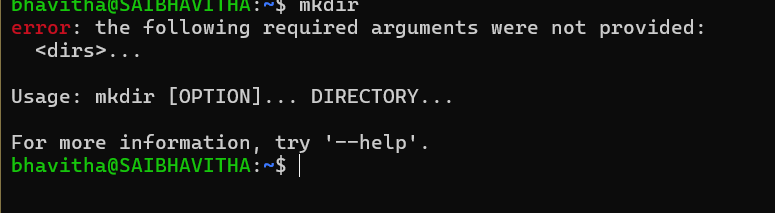 bhavitha@SAIBHAVITHA:~$ mkdir
error: the following required arguments were not provided:
  <dirs>...
Usage: mkdir [OPTION]... DIRECTORY...
For more information, try '--help'.
bhavitha@SAIBHAVITHA:~$